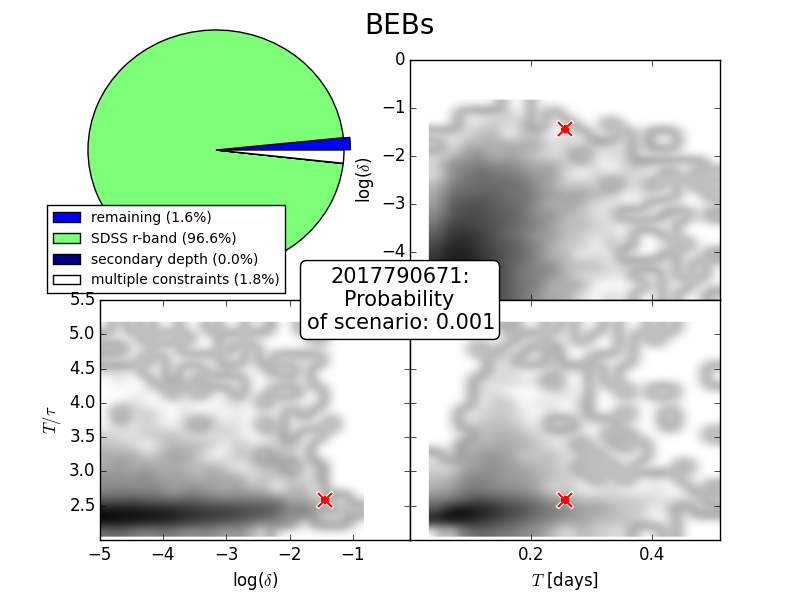 BEBs
0
−1
−2
−3
−4
log(δ)
remaining (1.6%)
SDSS r-band (96.6%)
secondary depth (0.0%)
multiple constraints (1.8%)
2017790671:
Probability
of scenario: 0.001
5.5
5.0
4.5
4.0
3.5
3.0
2.5
T/τ
−5 −4 −3 −2 −1
log(δ)
0.2 0.4
T [days]